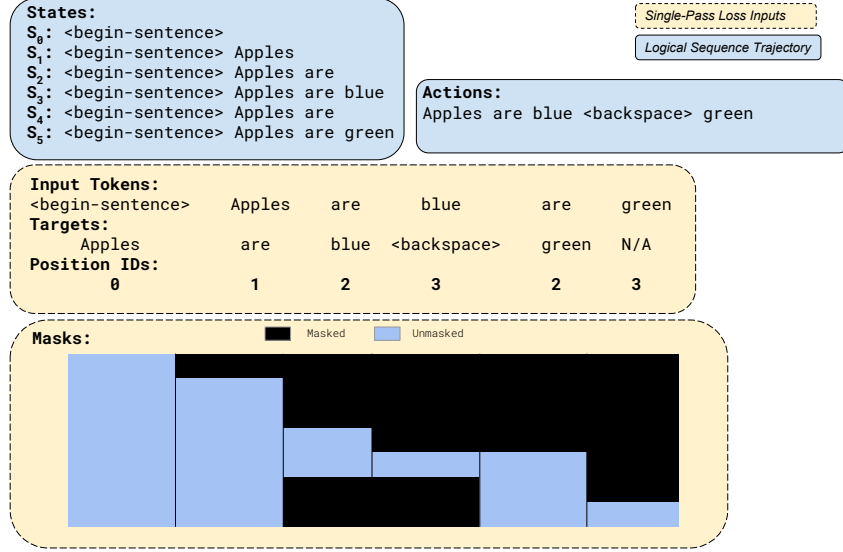 States:
S0: <begin-sentence>
S1: <begin-sentence> Apples
S2: <begin-sentence> Apples are
S3: <begin-sentence> Apples are blue
S4: <begin-sentence> Apples are
S5: <begin-sentence> Apples are green
Single-Pass Loss Inputs
Logical Sequence Trajectory
Actions:
Apples are blue <backspace> green
Input Tokens:
<begin-sentence> Apples are blue are green
Targets:
Apples are blue <backspace> green N/A
Position IDs:
0 1 2 3 2 3
Masks:
Masked Unmasked